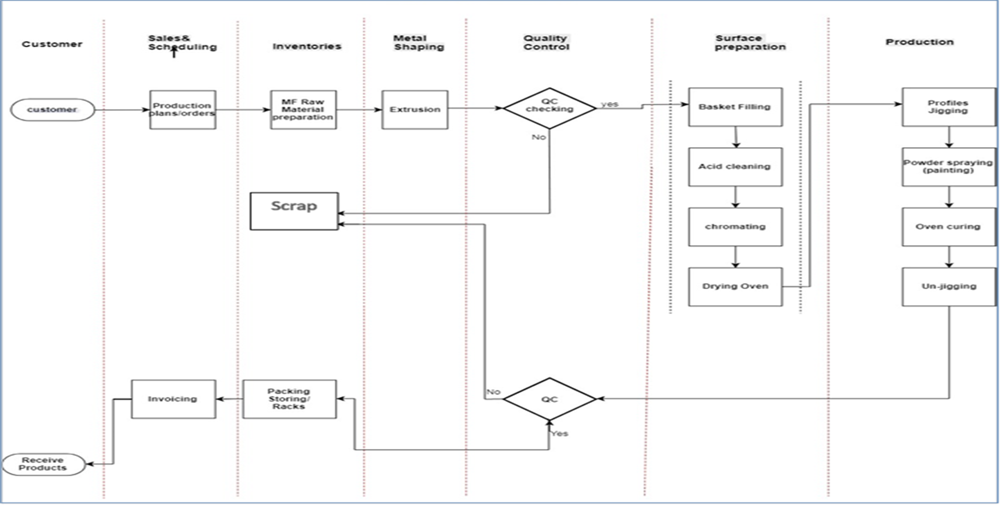 Customer
Sales&
Scheduling
Inventories
Metal
Shaping
Quality
Control
Surface
preparation
Production
customer
Production
plans/orders
MF Raw
Material
preparation
Extrusion
QC
checking
yes
No
Basket Filling
Profiles
Jigging
Acid cleaning
Powder spraying
(painting)
Scrap
chromating
Oven curing
Drying Oven
Un-jigging
Invoicing
Packing
Storing/
Racks
No
QC
Yes
Receive
Products